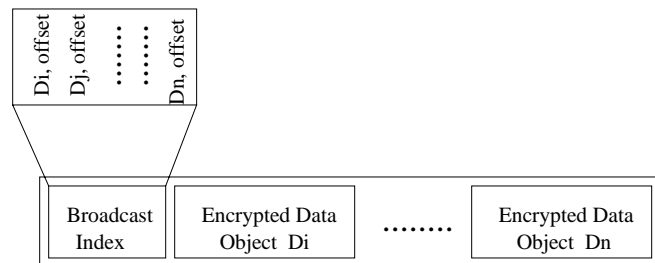 Di, offset
Dj, offset
........
........
Dn, offset
Broadcast
Index
Encrypted Data
Object Di
........
Encrypted Data
Object Dn